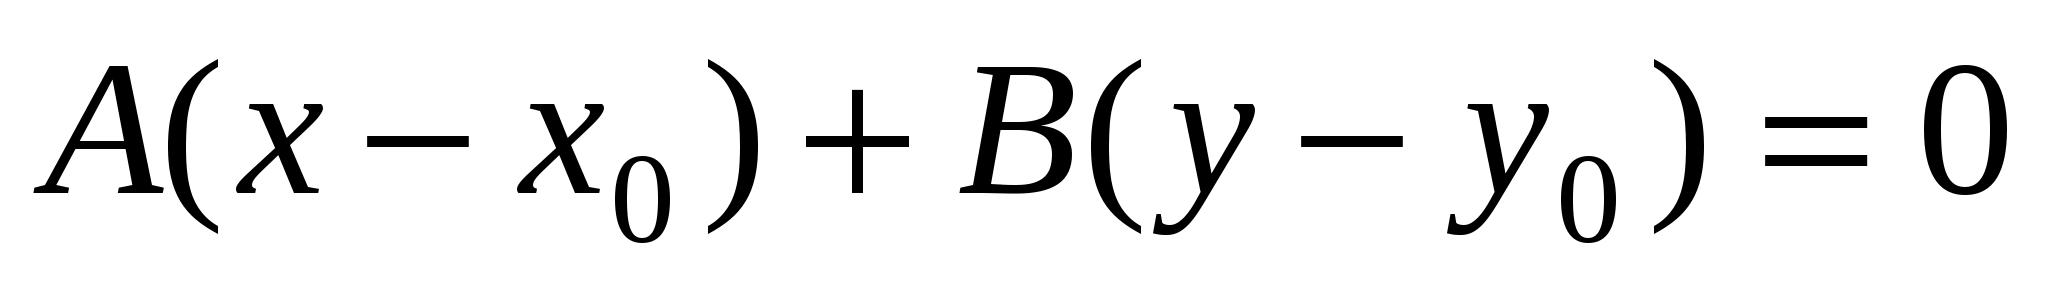 A(x − x₀) + B(y − y₀) = 0